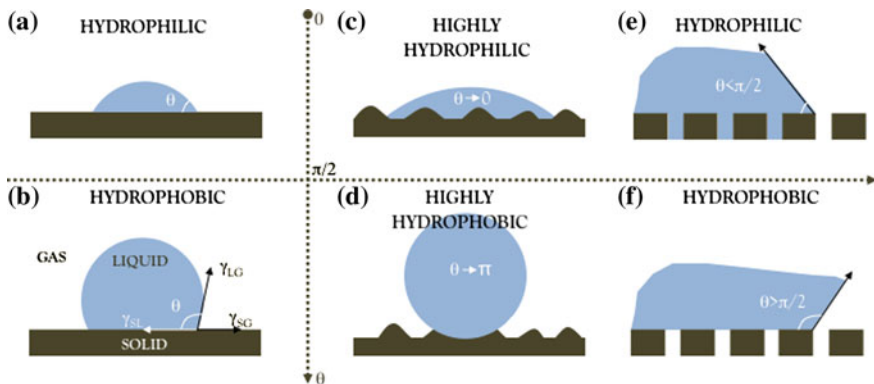 (a) HYDROPHILIC
θ
0
(c) HIGHLY
HYDROPHILIC
θ→0
(e) HYDROPHILIC
θ<π/2
π/2
(b) HYDROPHOBIC
GAS
LIQUID
γLG
θ
γSL
γSG
SOLID
θ
(d) HIGHLY
HYDROPHOBIC
θ→π
(f) HYDROPHOBIC
θ>π/2